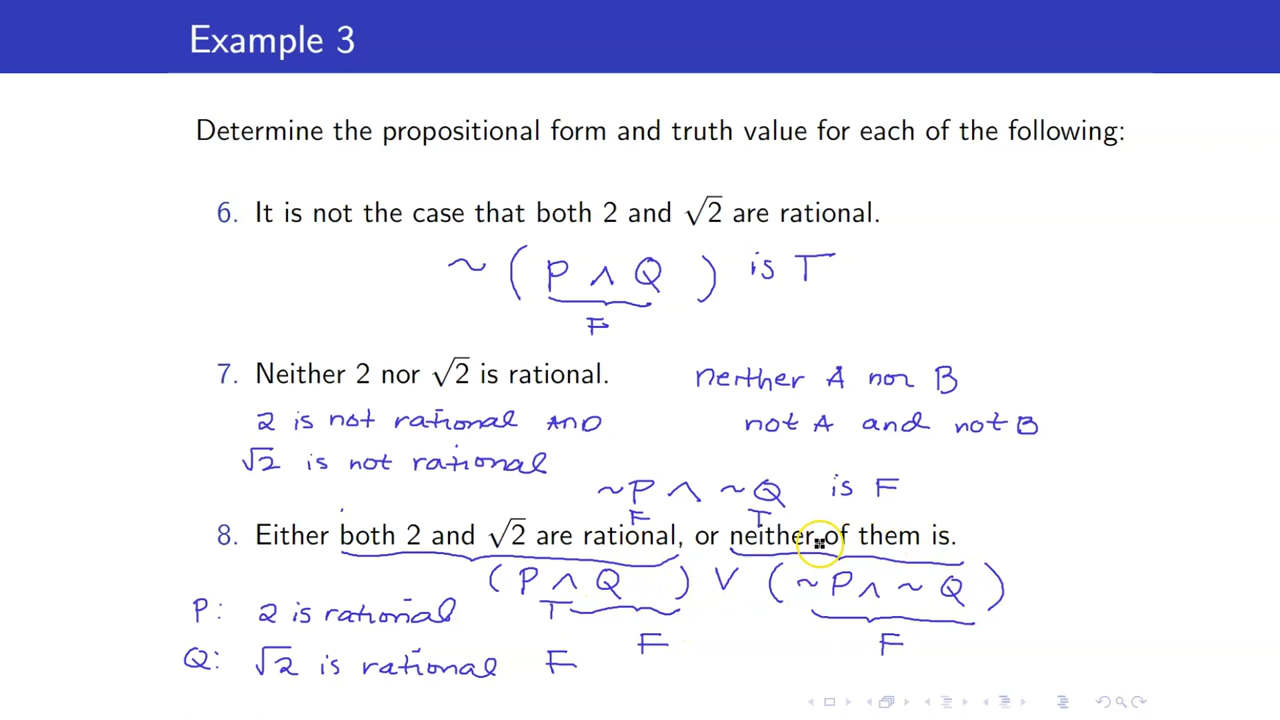 Example 3
Determine the propositional form and truth value for each of the following:
6. It is not the case that both 2 and √2 are rational.
~ ( P ∧ Q ) is T
F
7. Neither 2 nor √2 is rational.
neither A nor B
2 is not rational AND
not A and not B
√2 is not rational
~P ∧ ~Q is F
F T
8. Either both 2 and √2 are rational, or neither of them is.
( P ∧ Q ) ∨ ( ~P ∧ ~Q )
P: 2 is rational T
F F
Q: √2 is rational F